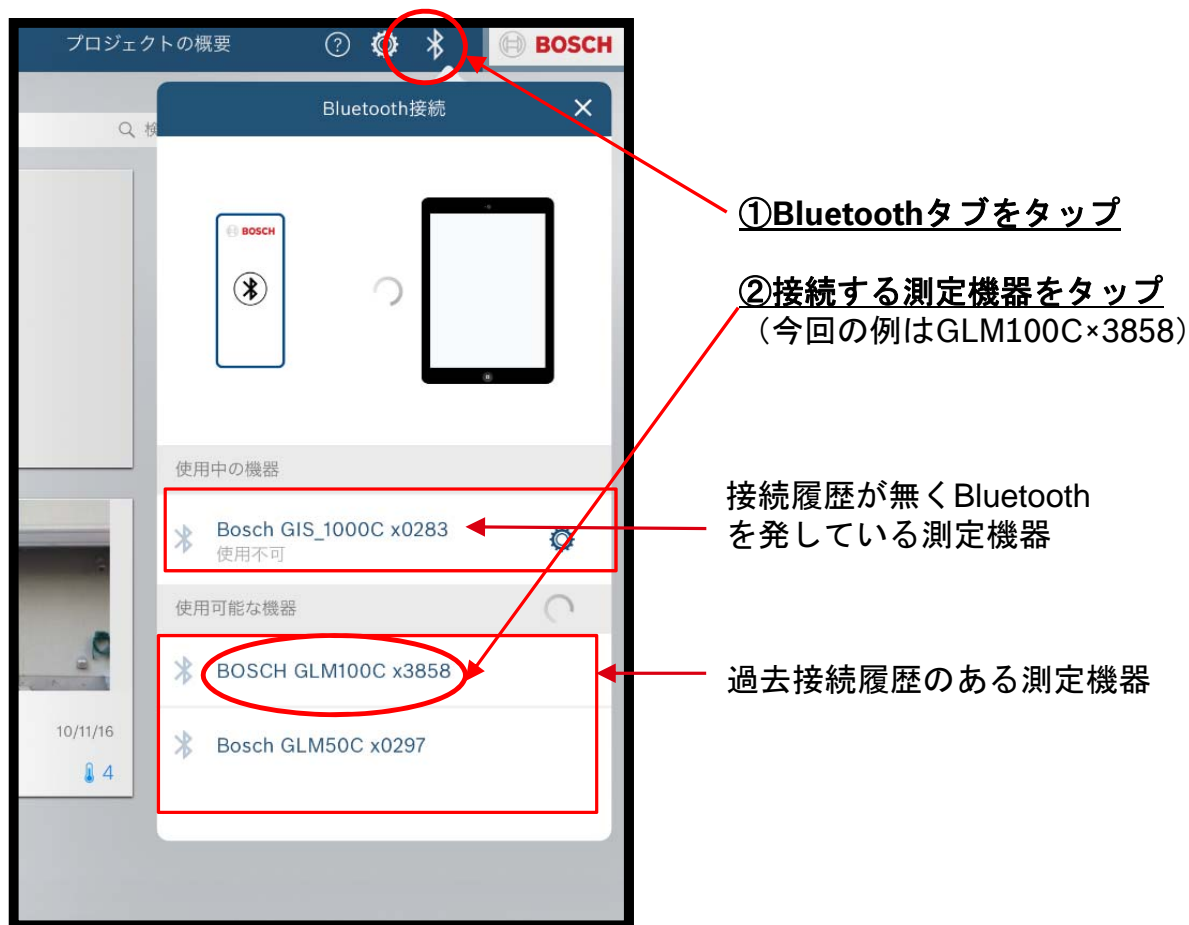 プロジェクトの概要
BOSCH
Bluetooth接続
検
BOSCH
①Bluetoothタブをタップ
②接続する測定機器をタップ
（今回の例はGLM100C×3858）
使用中の機器
Bosch GIS_1000C x0283
使用不可
接続履歴が無くBluetooth
を発している測定機器
使用可能な機器
BOSCH GLM100C x3858
過去接続履歴のある測定機器
10/11/16
Bosch GLM50C x0297
4